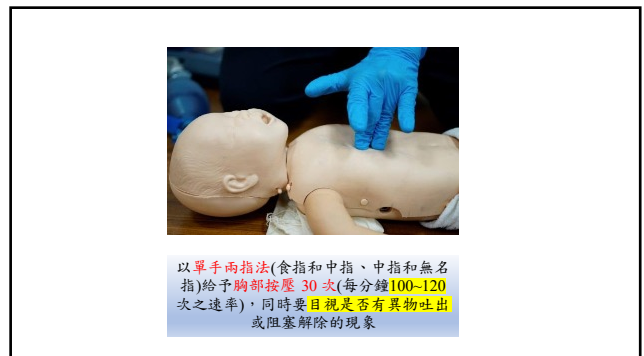 以單手兩指法(食指和中指、中指和無名
指)給予胸部按壓 30 次(每分鐘100~120
次之速率)，同時要目視是否有異物吐出
或阻塞解除的現象